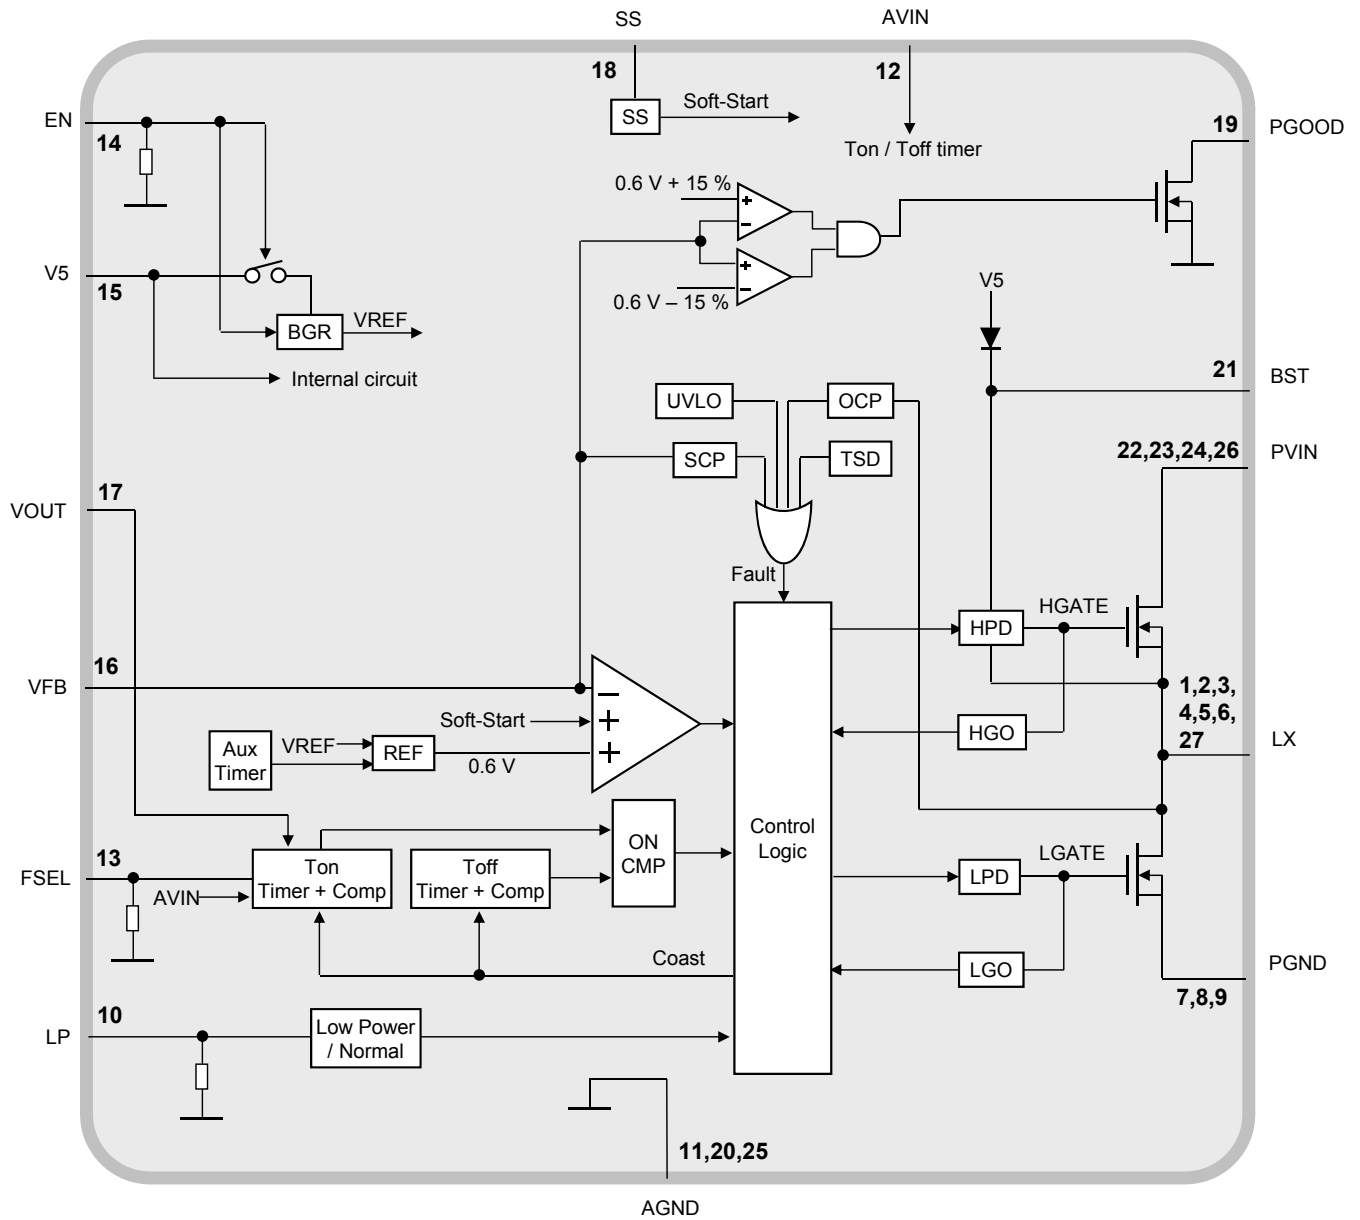 SS
AVIN
18
12
SS
Soft-Start
Ton / Toff timer
EN
14
19
PGOOD
0.6 V + 15 %
+
−
+
−
0.6 V – 15 %
V5
15
BGR
VREF
Internal circuit
V5
21
BST
UVLO
OCP
SCP
TSD
22,23,24,26
PVIN
17
VOUT
Fault
HPD
HGATE
16
VFB
−
Soft-Start
+
+
Aux
Timer
VREF
REF
0.6 V
HGO
1,2,3,
4,5,6,
27
LX
Control
Logic
ON
CMP
13
FSEL
AVIN
Ton
Timer + Comp
Toff
Timer + Comp
LPD
LGATE
Coast
LGO
PGND
7,8,9
10
LP
Low Power
/ Normal
11,20,25
AGND